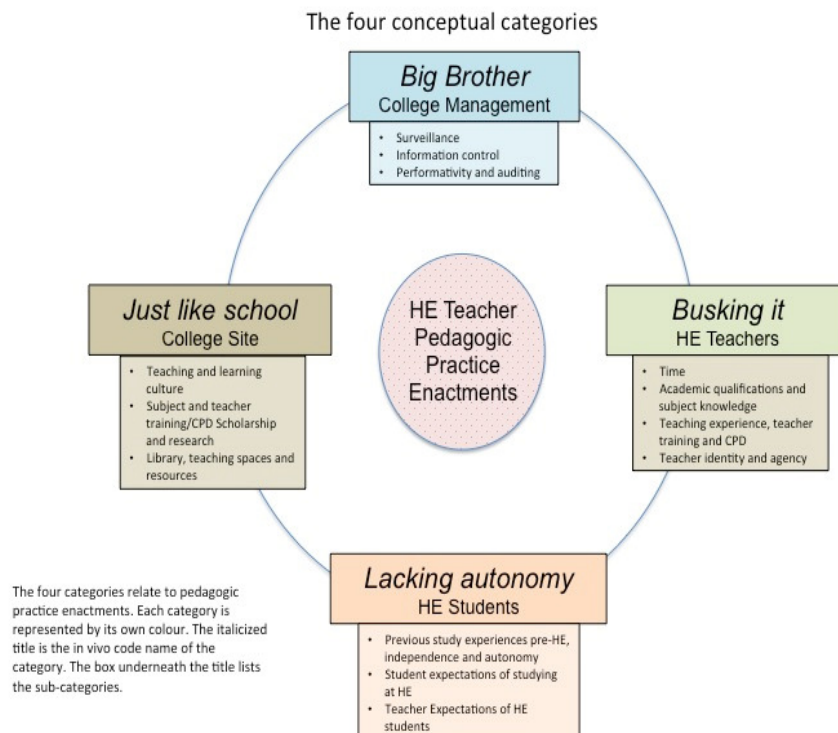 The four conceptual categories
Big Brother
College Management
• Surveillance
• Information control
• Performativity and auditing
Just like school
College Site
• Teaching and learning
culture
• Subject and teacher
training/CPD Scholarship
and research
• Library, teaching spaces and
resources
HE Teacher
Pedagogic
Practice
Enactments
Busking it
HE Teachers
• Time
• Academic qualifications and
subject knowledge
• Teaching experience, teacher
training and CPD
• Teacher identity and agency
Lacking autonomy
HE Students
• Previous study experiences pre-HE,
independence and autonomy
• Student expectations of studying
at HE
• Teacher Expectations of HE
students
The four categories relate to pedagogic
practice enactments. Each category is
represented by its own colour. The italicized
title is the in vivo code name of the
category. The box underneath the title lists
the sub-categories.